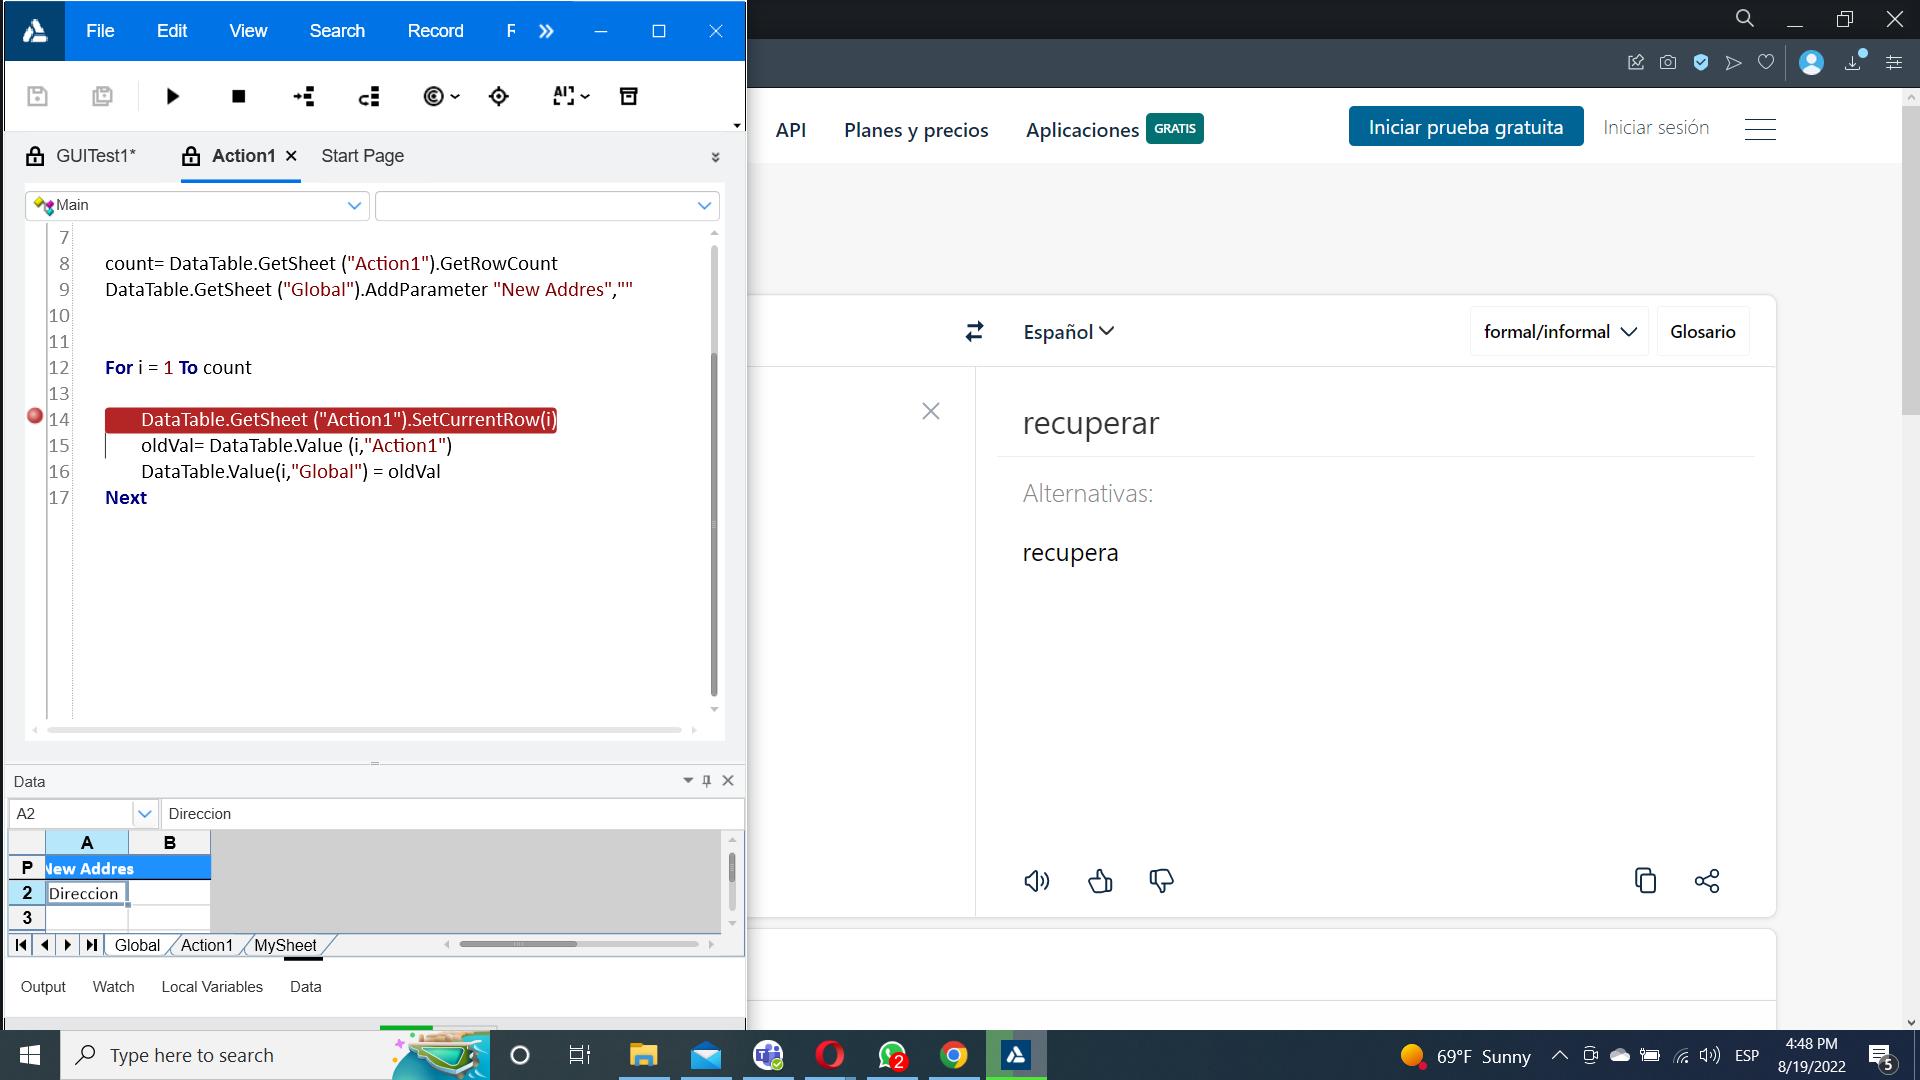 File Edit View Search Record
API Planes y precios Aplicaciones GRATIS Iniciar prueba gratuita Iniciar sesión
GUITest1* Action1 Start Page
Main
7
8 count= DataTable.GetSheet ("Action1").GetRowCount
9 DataTable.GetSheet ("Global").AddParameter "New Addres",""
10
11
12 For i = 1 To count
13
14 DataTable.GetSheet ("Action1").SetCurrentRow(i)
15 oldVal= DataTable.Value (i,"Action1")
16 DataTable.Value(i,"Global") = oldVal
17 Next
Español formal/informal Glosario
recuperar
Alternativas:
recupera
Data
A2 Direccion
A B
P New Addres
2 Direccion
3
Global Action1 MySheet
Output Watch Local Variables Data
Type here to search
2
69°F Sunny
ESP
4:48 PM
8/19/2022
5